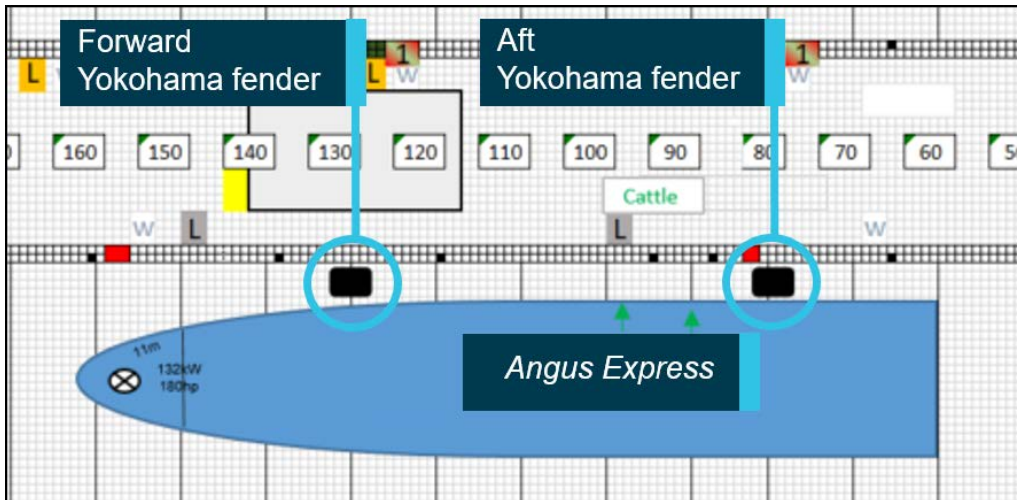 Forward
Yokohama fender
Aft
Yokohama fender
1
1
L
W
L
W
W
160
150
140
130
120
110
100
90
80
70
60
Cattle
W
L
L
W
11m
132kW
180hp
Angus Express